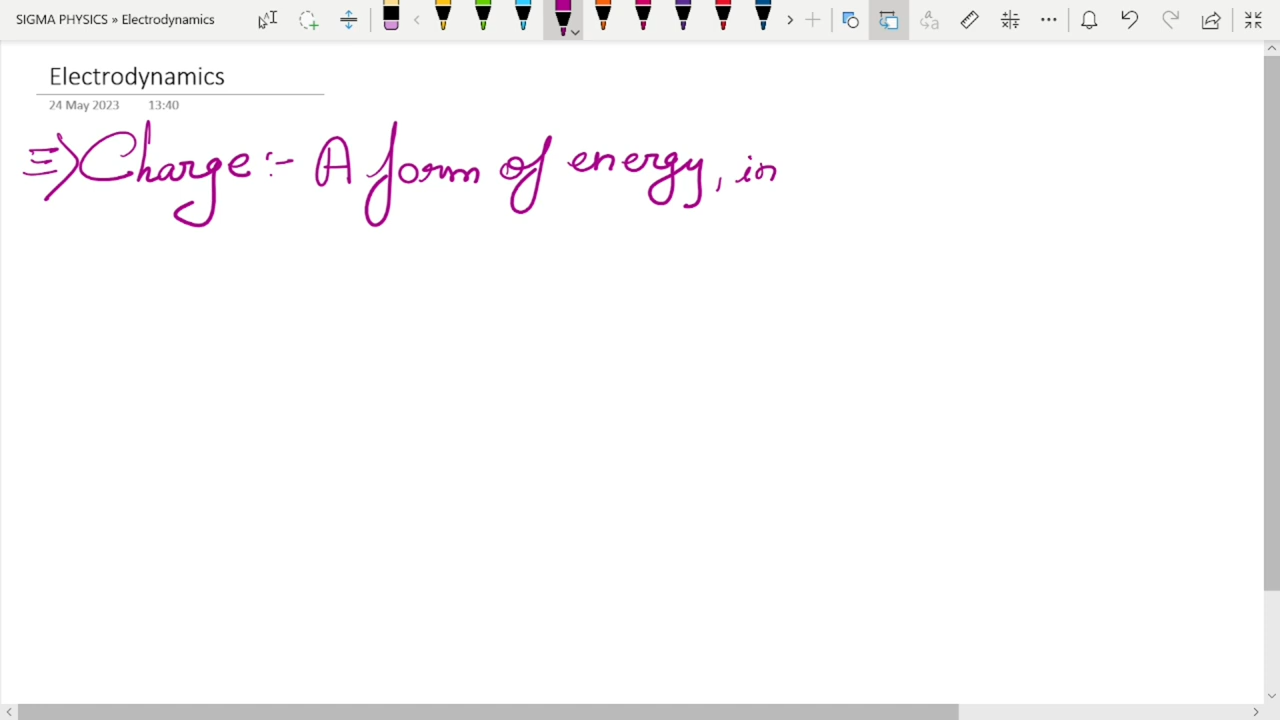 SIGMA PHYSICS » Electrodynamics
Electrodynamics
24 May 2023 13:40
⇒ Charge :- A form of energy, in